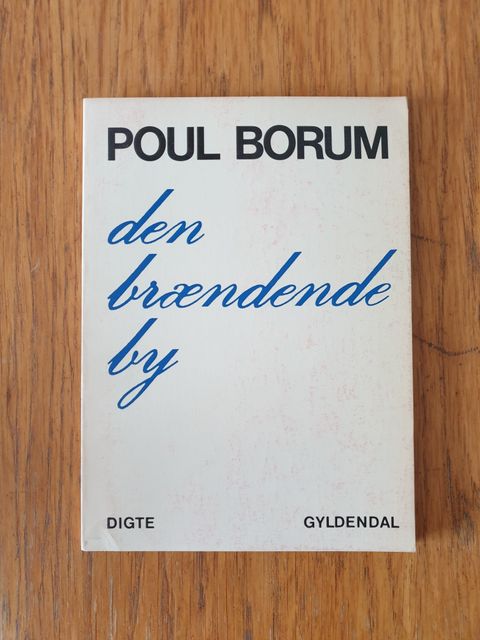 POUL BORUM
den
brændende
by
DIGTE GYLDENDAL